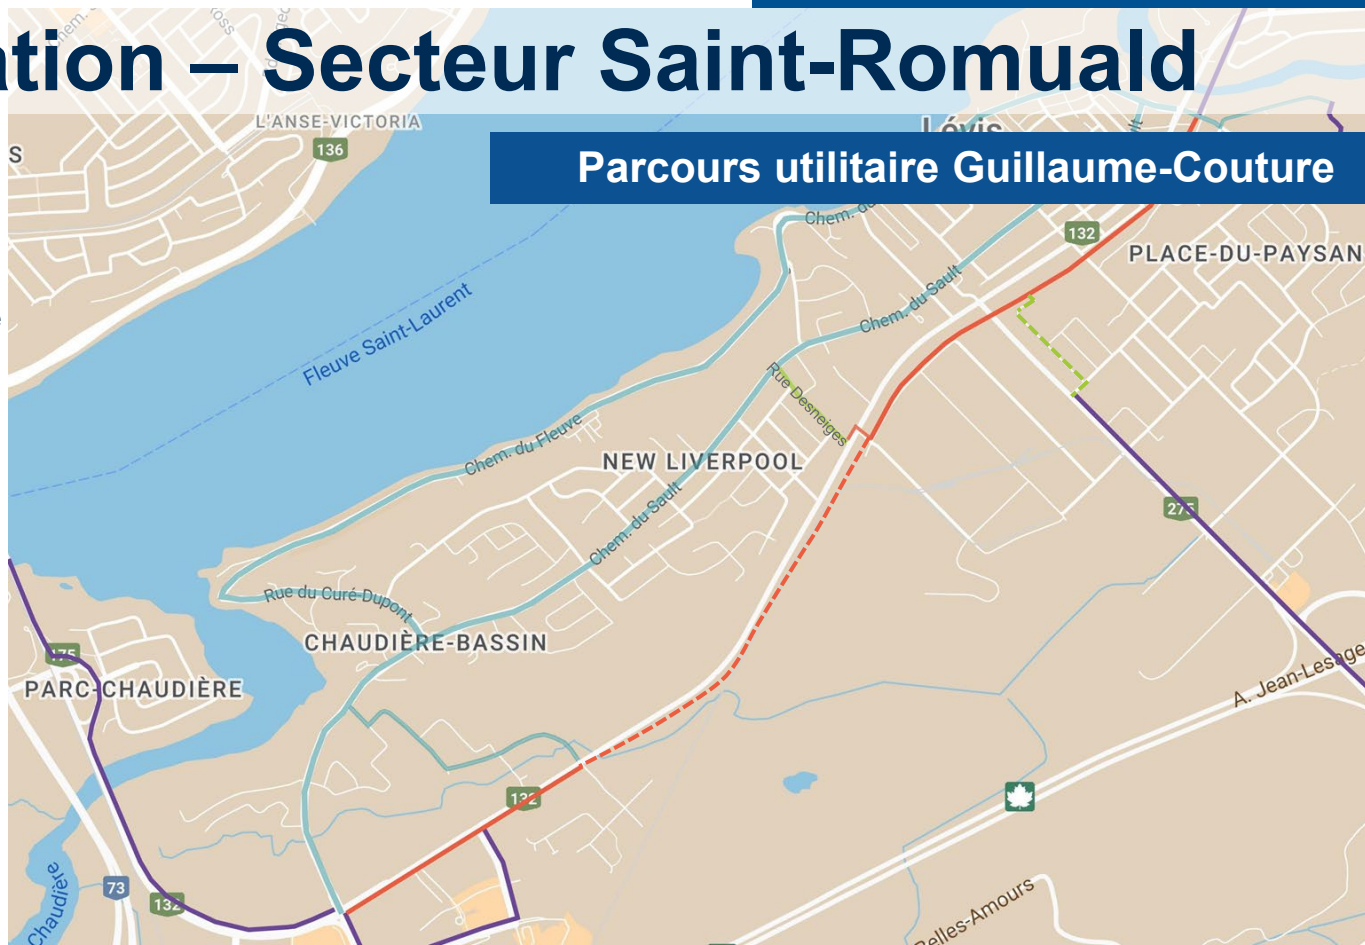 ation – Secteur Saint-Romuald
L'ANSE-VICTORIA
136
S
Lévis
Parcours utilitaire Guillaume-Couture
Chem. du
132
PLACE-DU-PAYSAN
Fleuve Saint-Laurent
Chem. du Sault
Rue Desneiges
Chem. du Fleuve
NEW LIVERPOOL
Chem. du Sault
275
Rue du Curé Dupont
CHAUDIÈRE-BASSIN
175
PARC-CHAUDIÈRE
A. Jean-Lesage
132
73
132
Chaudière
Belles-Amours